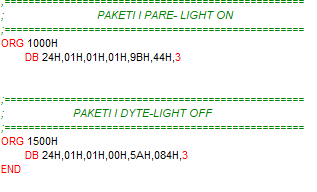 ;==================================================
; PAKETI I PARE- LIGHT ON
;==================================================
ORG 1000H
DB 24H,01H,01H,01H,9BH,44H,3
;==================================================
; PAKETI I DYTE-LIGHT OFF
;==================================================
ORG 1500H
DB 24H,01H,01H,00H,5AH,084H,3
END